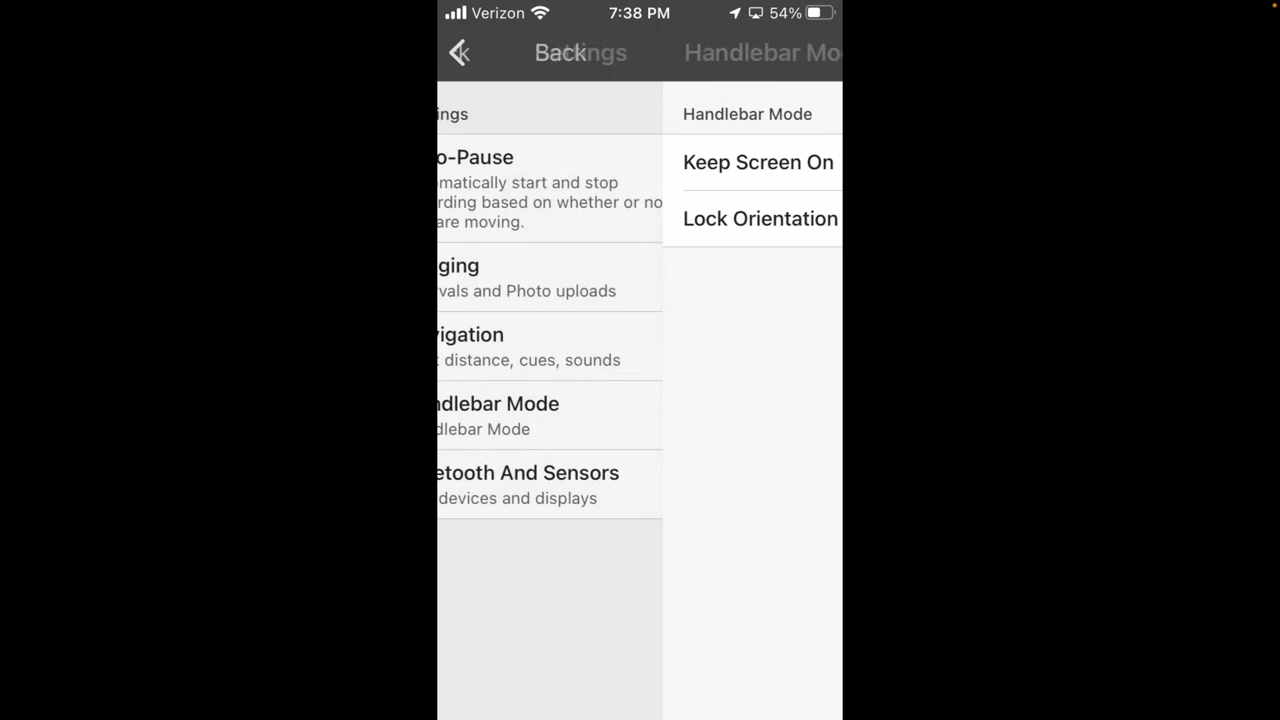 Verizon 7:38 PM 54%
Back Settings Handlebar Mo
ings
o-Pause
matically start and stop
rding based on whether or no
are moving.
ging
vals and Photo uploads
vigation
distance, cues, sounds
ndlebar Mode
dlebar Mode
etooth And Sensors
devices and displays
Handlebar Mode
Keep Screen On
Lock Orientation